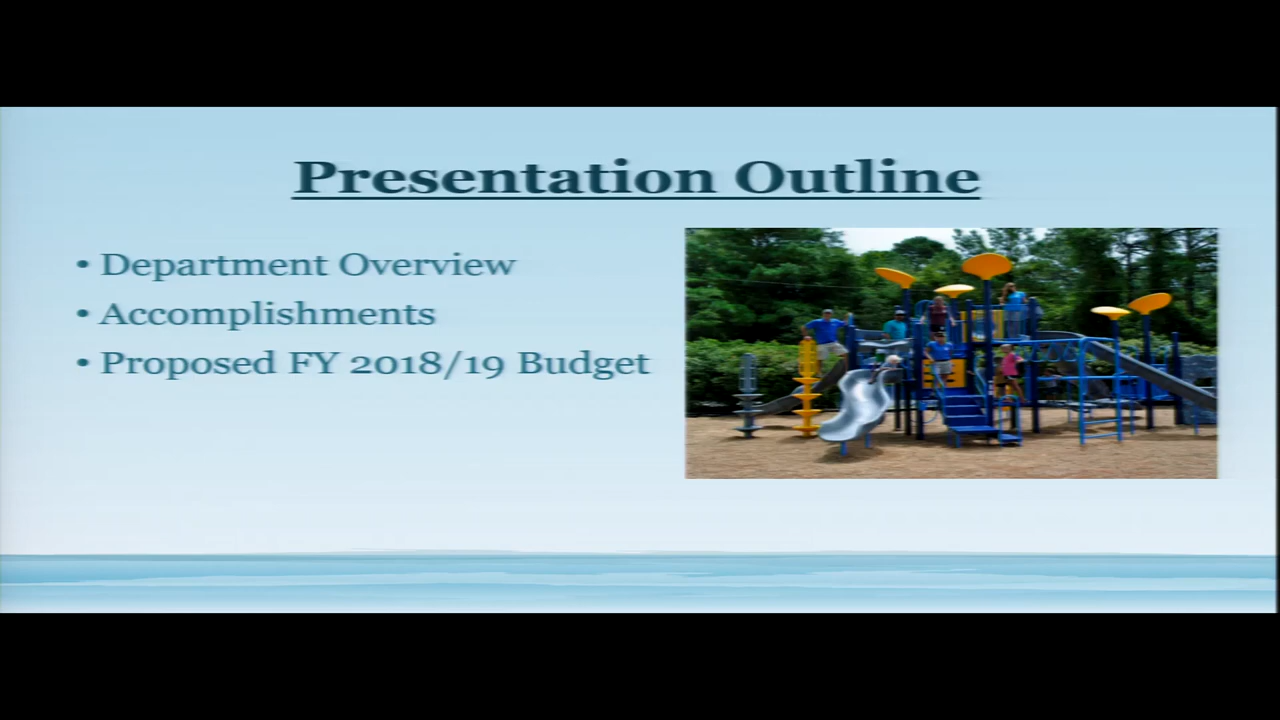 Presentation Outline
• Department Overview
• Accomplishments
• Proposed FY 2018/19 Budget